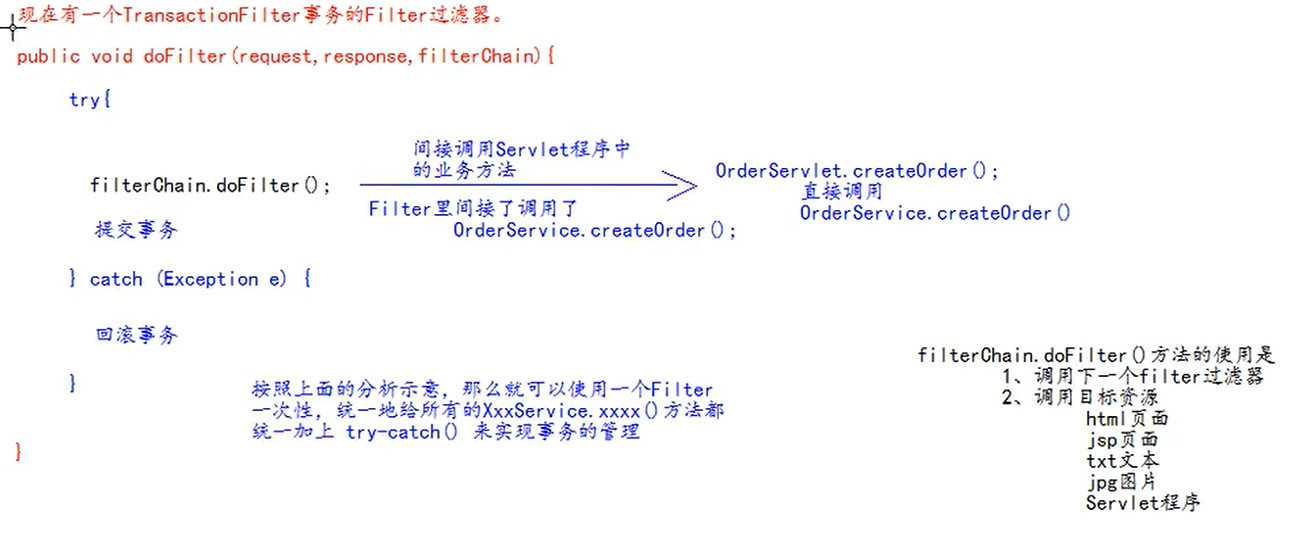 现在有一个TransactionFilter事务的Filter过滤器。
public void doFilter(request,response,filterChain){
try{
间接调用Servlet程序中
的业务方法
filterChain.doFilter();
OrderServlet.createOrder();
直接调用
Filter里间接了调用了
OrderService.createOrder()
提交事务
OrderService.createOrder();
} catch (Exception e) {
回滚事务
filterChain.doFilter()方法的使用是
1、调用下一个filter过滤器
2、调用目标资源
html页面
jsp页面
txt文本
jpg图片
Servlet程序
}
按照上面的分析示意，那么就可以使用一个Filter
一次性，统一地给所有的XxxService.xxxx()方法都
统一加上 try-catch() 来实现事务的管理
}